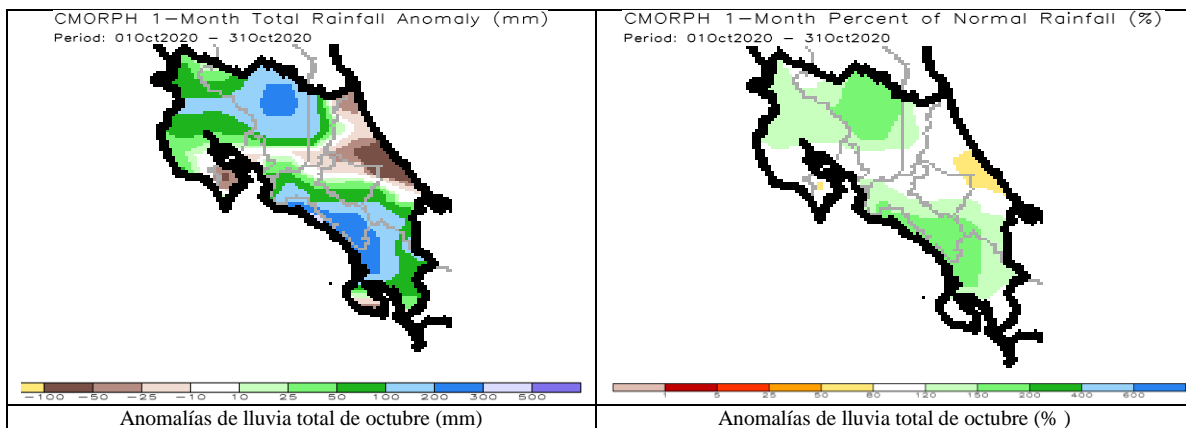 CMORPH 1-Month Total Rainfall Anomaly (mm)
Period: 01Oct2020 - 31Oct2020
-100 -50 -25 -10 10 25 50 100 200 300 500
Anomalías de lluvia total de octubre (mm)
CMORPH 1-Month Percent of Normal Rainfall (%)
Period: 01Oct2020 - 31Oct2020
1 5 25 50 80 120 150 200 400 600
Anomalías de lluvia total de octubre (% )